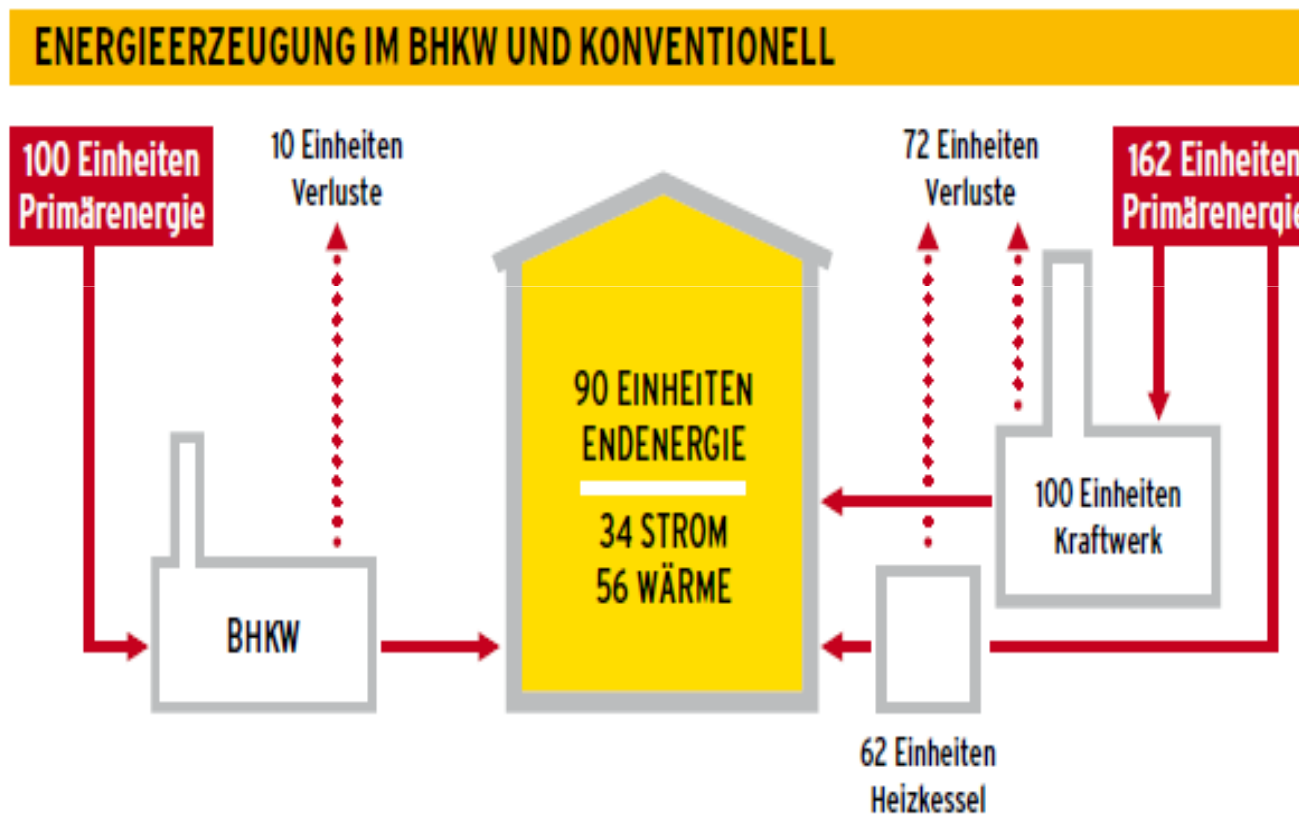 ENERGIEERZEUGUNG IM BHKW UND KONVENTIONELL
100 Einheiten
Primärenergie
10 Einheiten
Verluste
72 Einheiten
Verluste
162 Einheiten
Primärenergie
90 EINHEITEN
ENDENERGIE
34 STROM
56 WÄRME
100 Einheiten
Kraftwerk
BHKW
62 Einheiten
Heizkessel